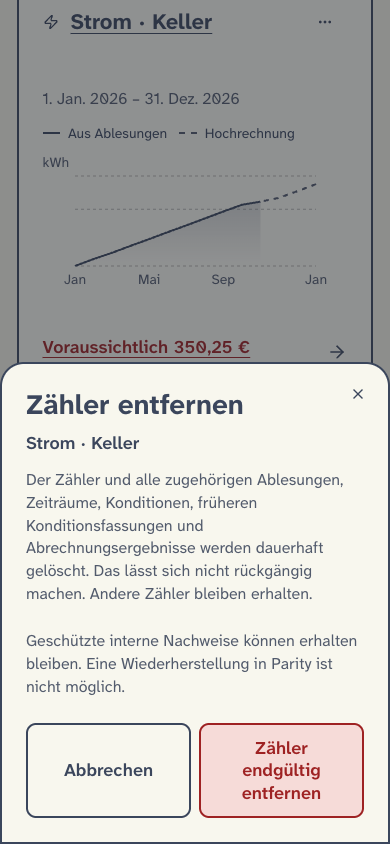 Strom · Keller
1. Jan. 2026 – 31. Dez. 2026
Aus Ablesungen Hochrechnung
kWh
Jan Mai Sep Jan
Voraussichtlich 350,25 €
Zähler entfernen
Strom · Keller
Der Zähler und alle zugehörigen Ablesungen,
Zeiträume, Konditionen, früheren
Konditionsfassungen und
Abrechnungsergebnisse werden dauerhaft
gelöscht. Das lässt sich nicht rückgängig
machen. Andere Zähler bleiben erhalten.
Geschützte interne Nachweise können erhalten
bleiben. Eine Wiederherstellung in Parity ist
nicht möglich.
Abbrechen
Zähler
endgültig
entfernen